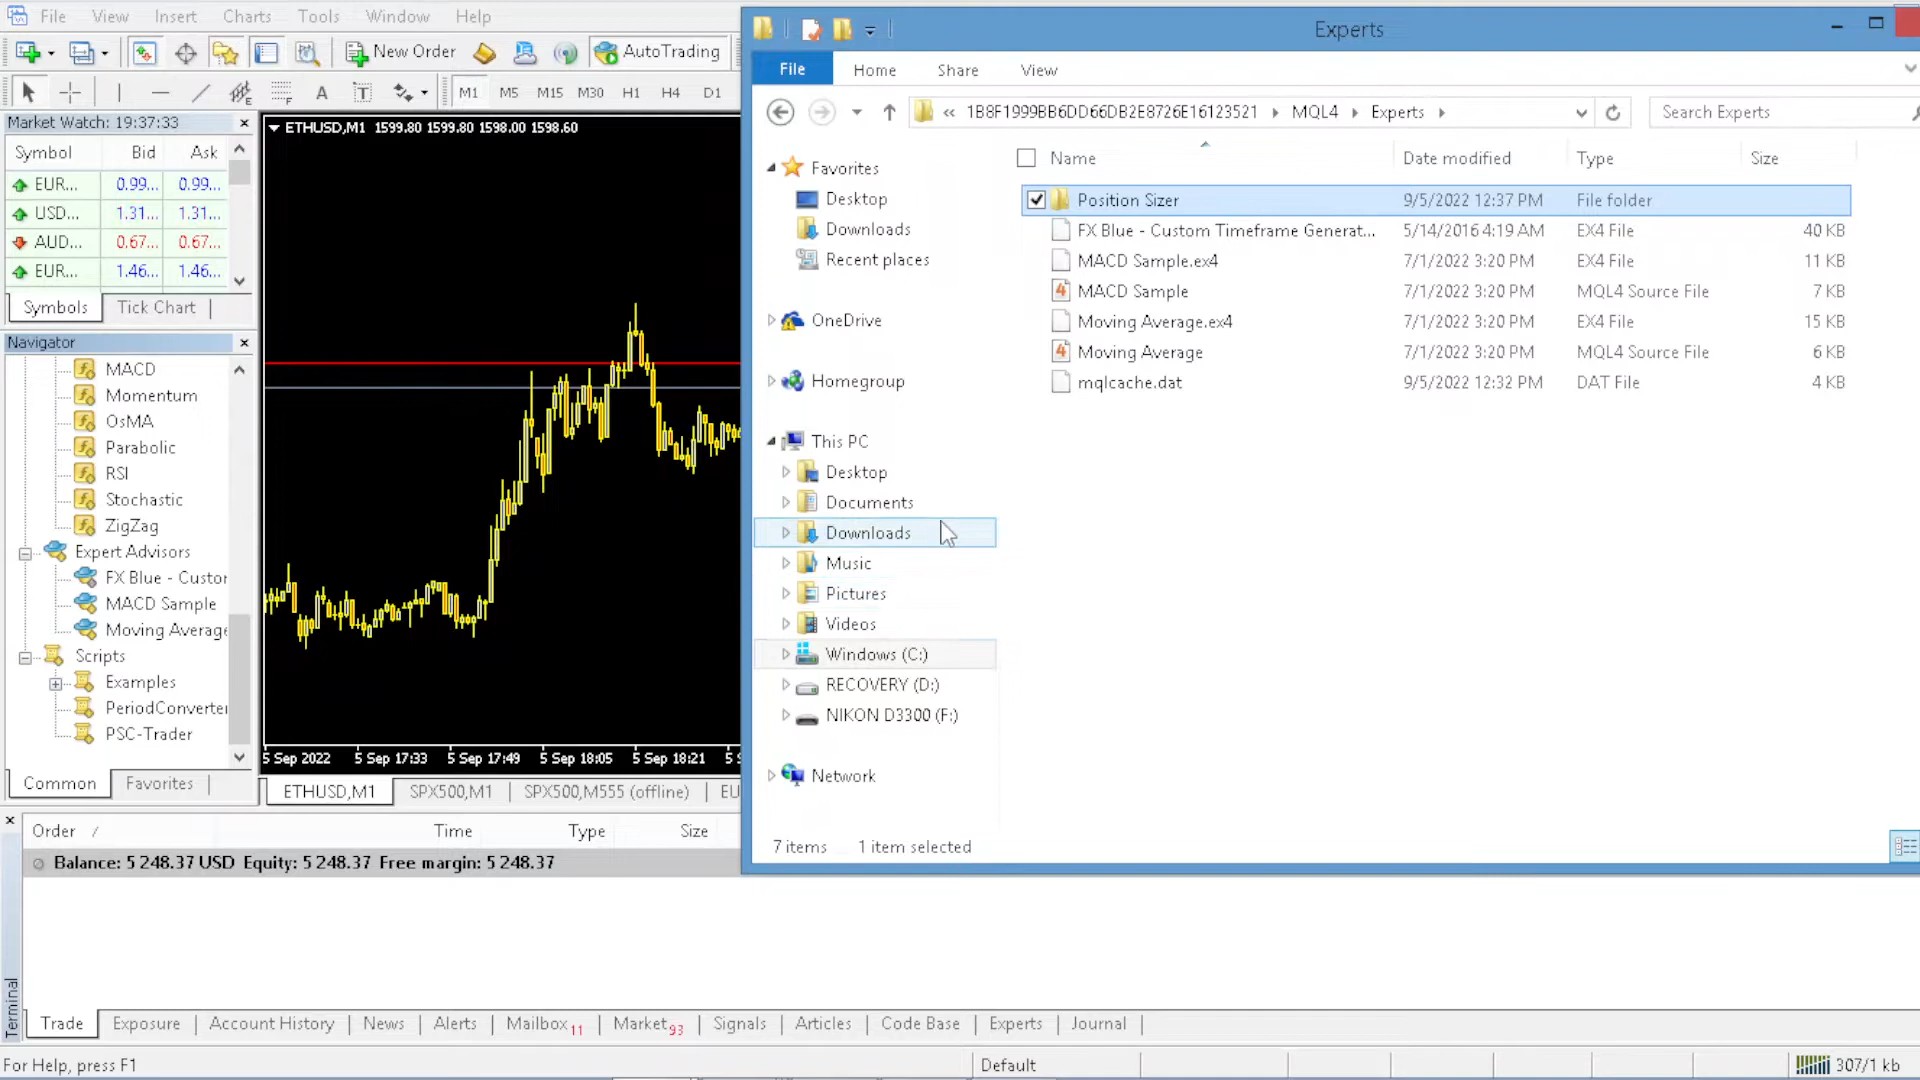 File View Insert Charts Tools Window Help
New Order AutoTrading
A T M1 M5 M15 M30 H1 H4 D1
Market Watch: 19:37:33
Symbol Bid Ask
EUR... 0.99... 0.99...
USD... 1.31... 1.31...
AUD... 0.67... 0.67...
EUR... 1.46... 1.46...
Symbols Tick Chart
Navigator
MACD
Momentum
OsMA
Parabolic
RSI
Stochastic
ZigZag
Expert Advisors
FX Blue - Custor
MACD Sample
Moving Average
Scripts
Examples
PeriodConverter
PSC-Trader
Common Favorites
ETHUSD,M1 1599.80 1599.80 1598.00 1598.60
5 Sep 2022 5 Sep 17:33 5 Sep 17:49 5 Sep 18:05 5 Sep 18:21 5 S
ETHUSD,M1 SPX500,M1 SPX500,M555 (offline) EU
Experts
File Home Share View
« 1B8F1999BB6DD66DB2E8726E16123521 MQL4 Experts Search Experts
Favorites
Desktop
Downloads
Recent places
OneDrive
Homegroup
This PC
Desktop
Documents
Downloads
Music
Pictures
Videos
Windows (C:)
RECOVERY (D:)
NIKON D3300 (F:)
Network
Name Date modified Type Size
Position Sizer 9/5/2022 12:37 PM File folder
FX Blue - Custom Timeframe Generat... 5/14/2016 4:19 AM EX4 File 40 KB
MACD Sample.ex4 7/1/2022 3:20 PM EX4 File 11 KB
MACD Sample 7/1/2022 3:20 PM MQL4 Source File 7 KB
Moving Average.ex4 7/1/2022 3:20 PM EX4 File 15 KB
Moving Average 7/1/2022 3:20 PM MQL4 Source File 6 KB
mqlcache.dat 9/5/2022 12:32 PM DAT File 4 KB
7 items 1 item selected
Order / Time Type Size
Balance: 5 248.37 USD Equity: 5 248.37 Free margin: 5 248.37
Terminal
Trade Exposure Account History News Alerts Mailbox 11 Market 93 Signals Articles Code Base Experts Journal
For Help, press F1 Default 307/1 kb